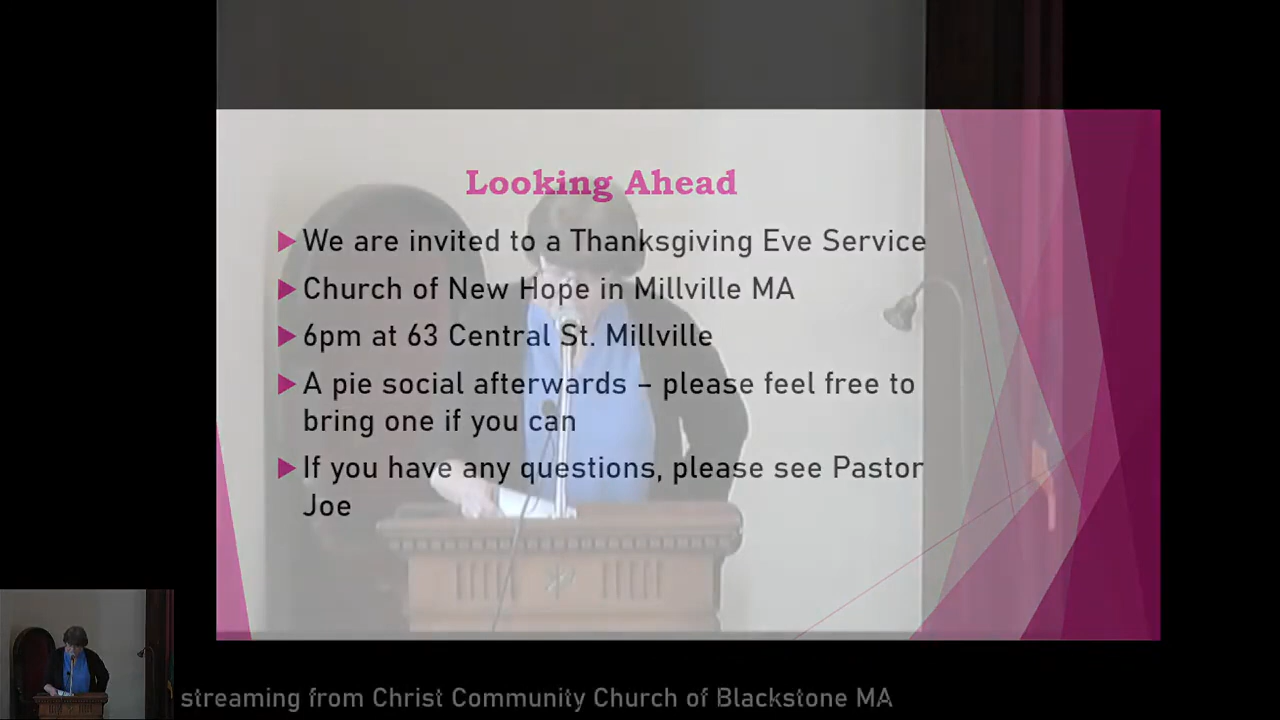 Looking Ahead
We are invited to a Thanksgiving Eve Service
Church of New Hope in Millville MA
6pm at 63 Central St. Millville
A pie social afterwards – please feel free to
bring one if you can
If you have any questions, please see Pastor
Joe
streaming from Christ Community Church of Blackstone MA